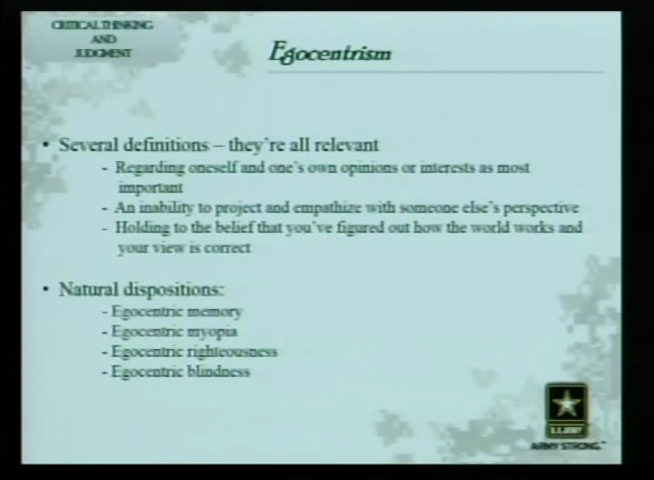 CRITICAL THINKING
AND
JUDGMENT
Egocentrism
• Several definitions – they're all relevant
- Regarding oneself and one's own opinions or interests as most
important
- An inability to project and empathize with someone else's perspective
- Holding to the belief that you've figured out how the world works and
your view is correct
• Natural dispositions:
- Egocentric memory
- Egocentric myopia
- Egocentric righteousness
- Egocentric blindness
U.S. ARMY
ARMY STRONG.™